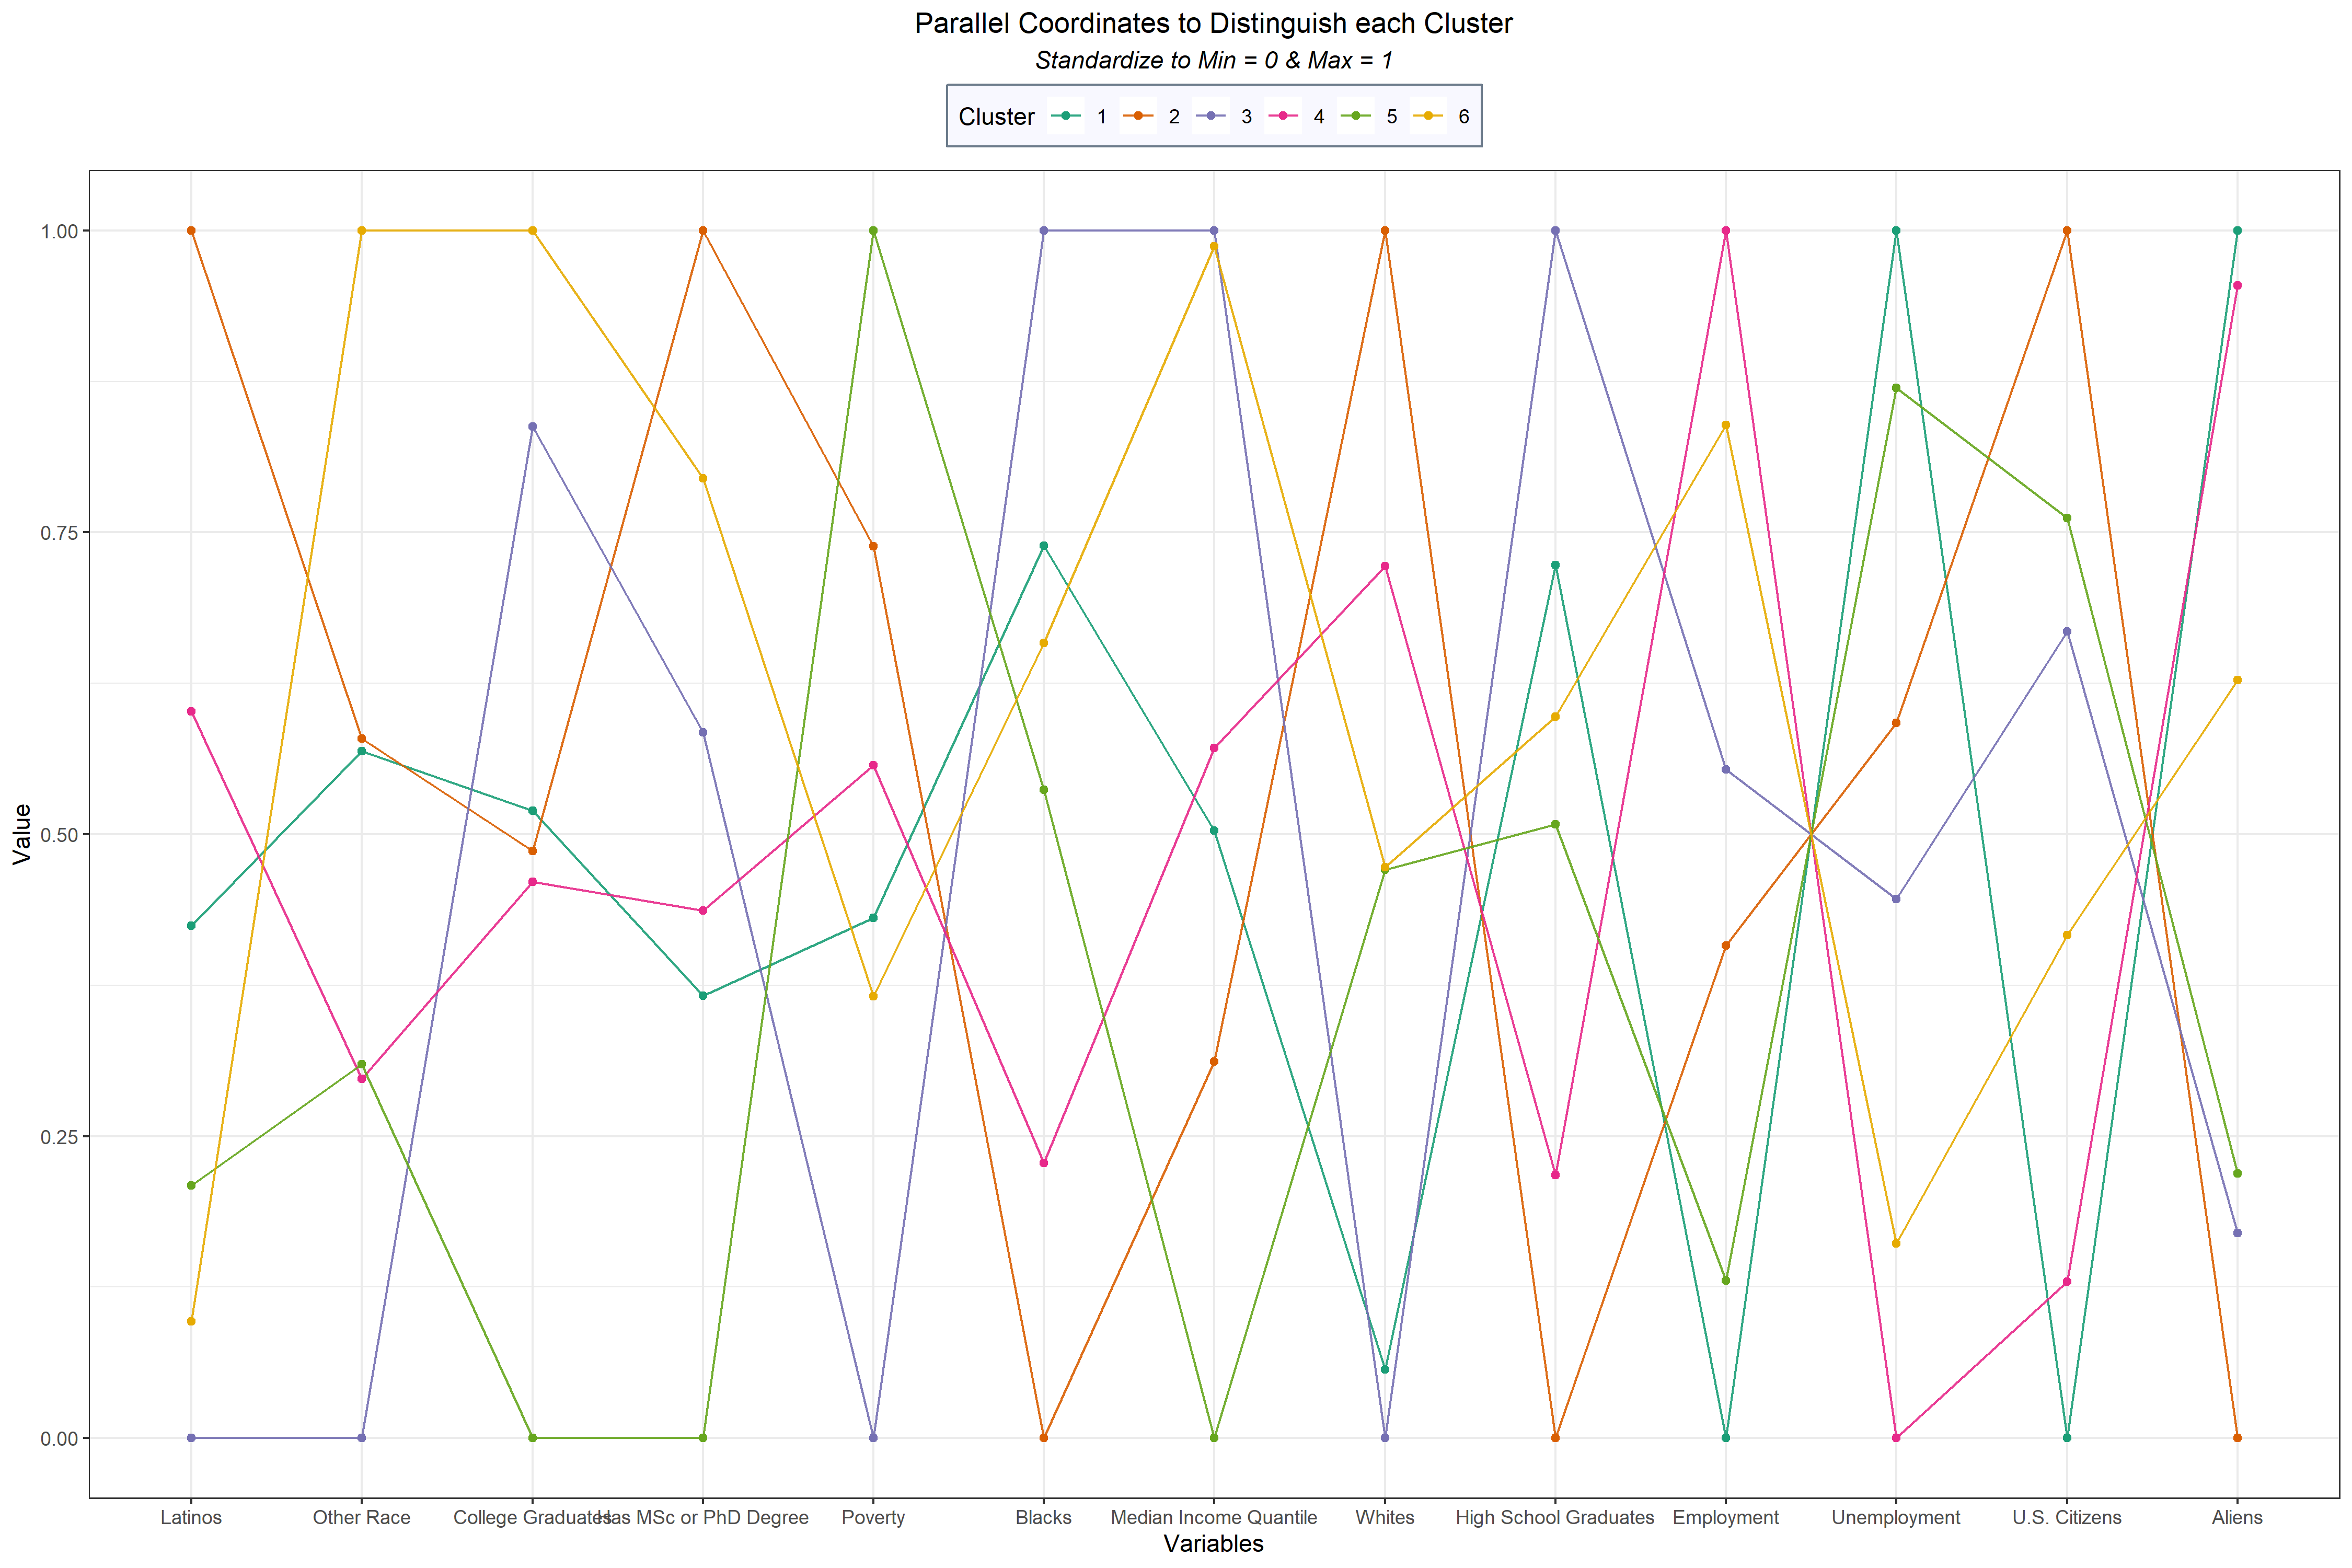 Parallel Coordinates to Distinguish each Cluster
Standardize to Min = 0 & Max = 1
Cluster 1 2 3 4 5 6
1.00
0.75
0.50
0.25
0.00
Value
Latinos Other Race College Graduates Has MSc or PhD Degree Poverty Blacks Median Income Quantile Whites High School Graduates Employment Unemployment U.S. Citizens Aliens
Variables